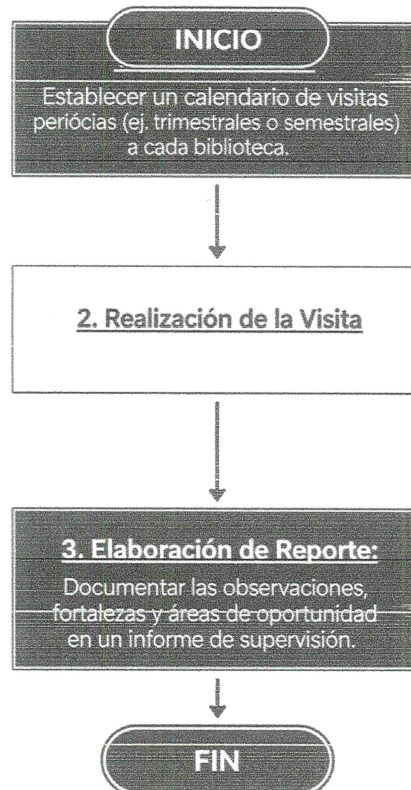 INICIO
Establecer un calendario de visitas
periócias (ej. trimestrales o semestrales)
a cada biblioteca.
2. Realización de la Visita
3. Elaboración de Reporte:
Documentar las observaciones,
fortalezas y áreas de oportunidad
en un informe de supervisión.
FIN